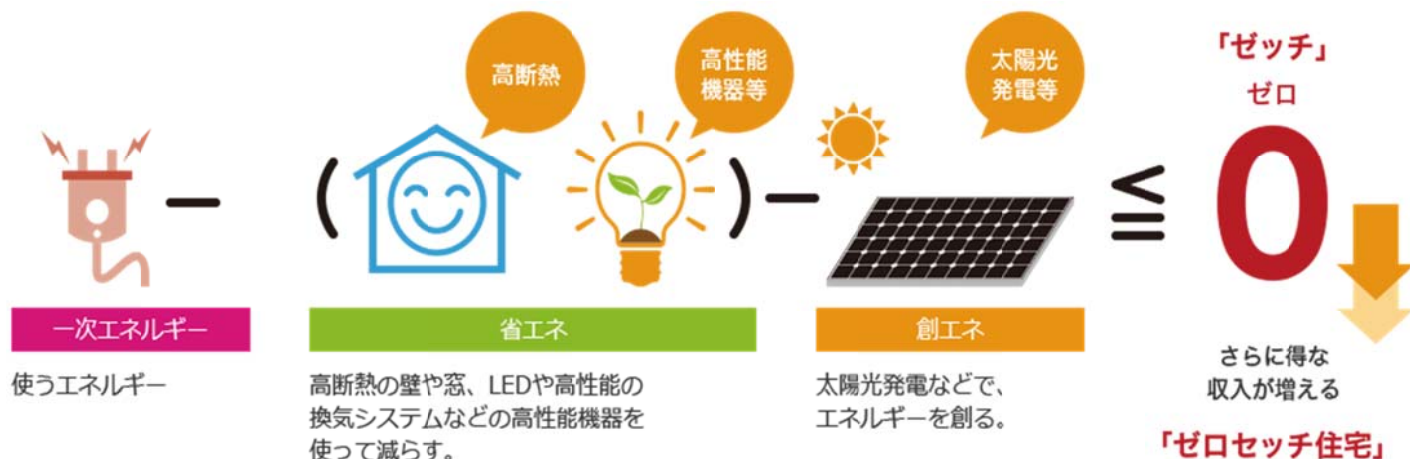 高断熱
高性能
機器等
太陽光
発電等
「ゼッチ」
ゼロ
(
)
−
−
≦
0
一次エネルギー
省エネ
創エネ
使うエネルギー
高断熱の壁や窓、LEDや高性能の
換気システムなどの高性能機器を
使って減らす。
太陽光発電などで、
エネルギーを創る。
さらに得な
収入が増える
「ゼロセッチ住宅」